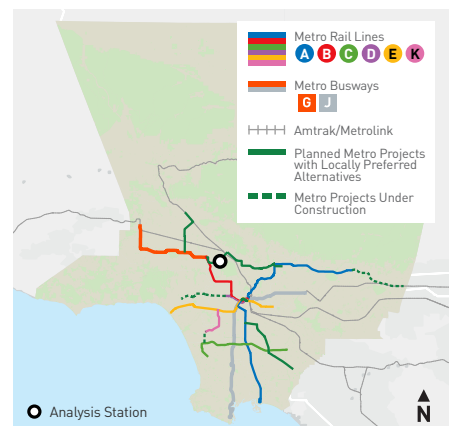 Metro Rail Lines
A B C D E K
Metro Busways
G J
Amtrak/Metrolink
Planned Metro Projects
with Locally Preferred
Alternatives
Metro Projects Under
Construction
Analysis Station
N